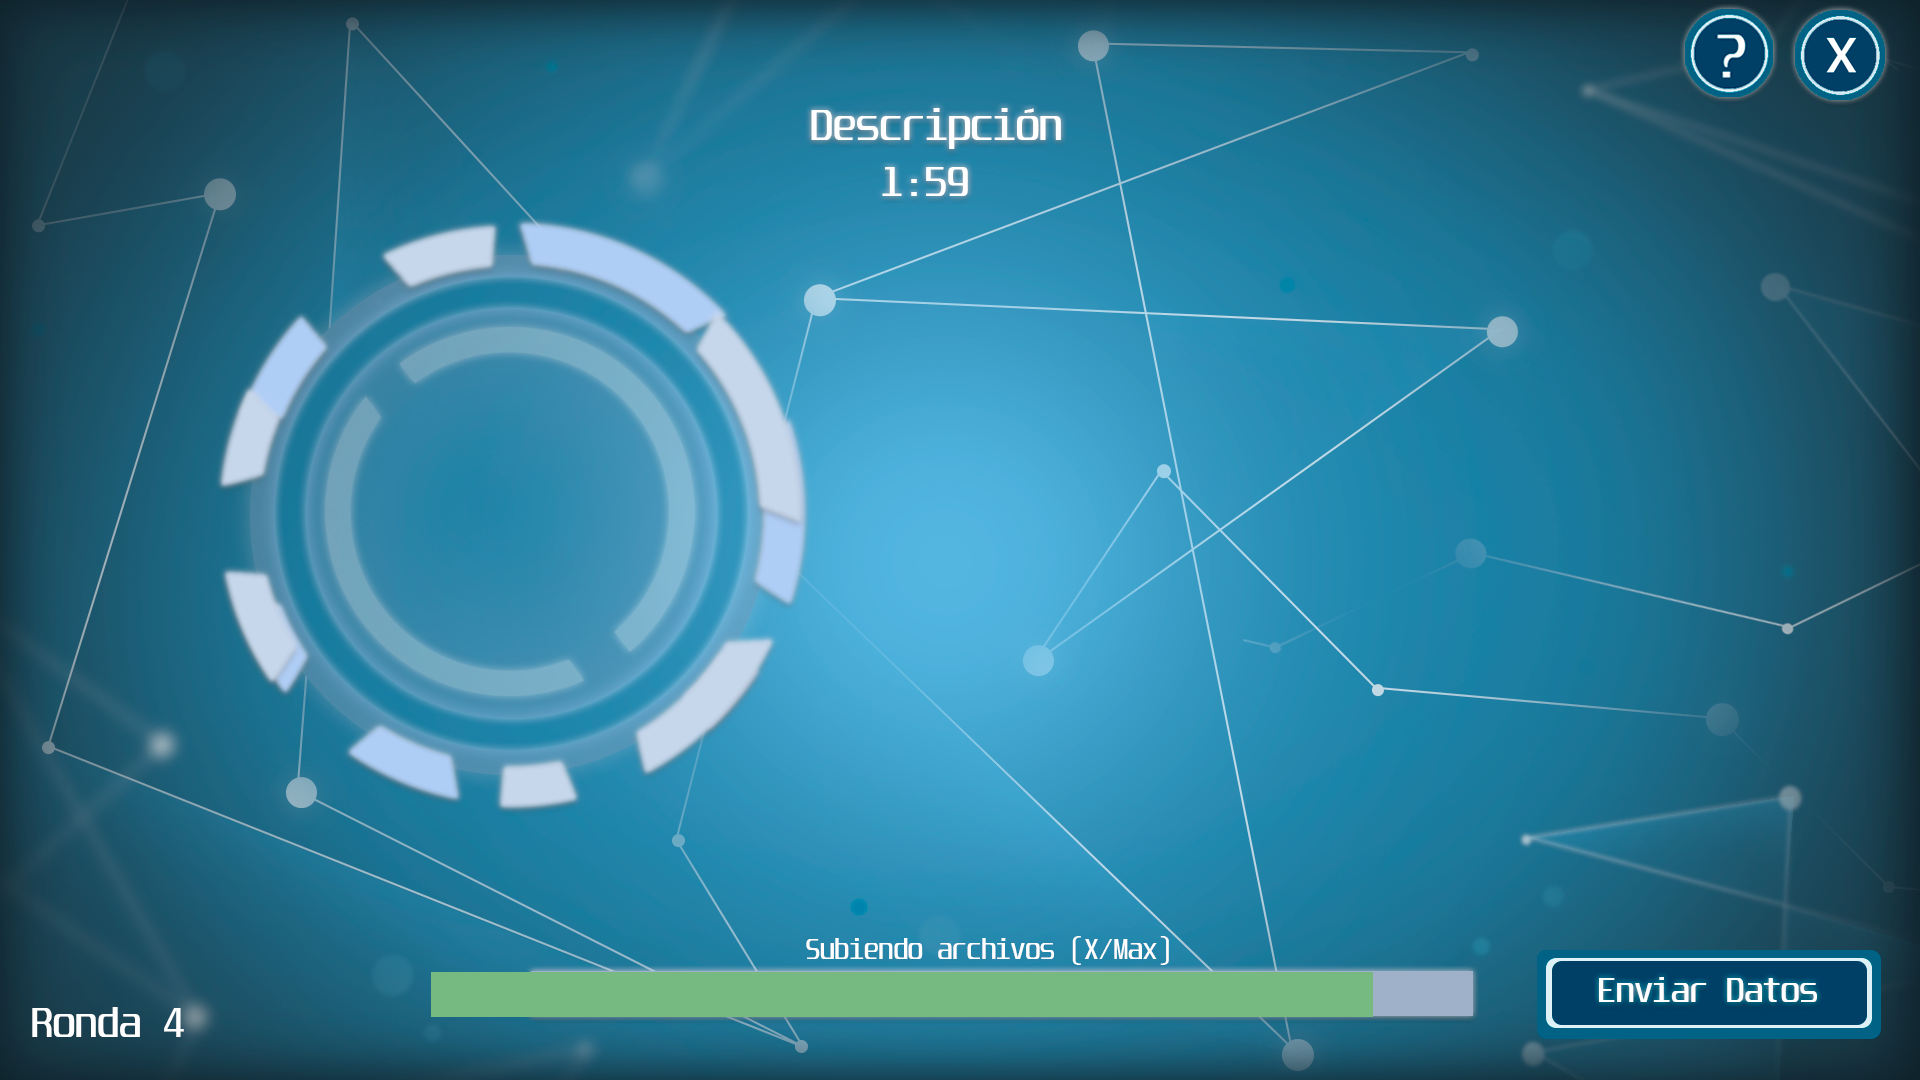 ? X
Descripción
1:59
Subiendo archivos (X/Max)
Ronda 4
Enviar Datos